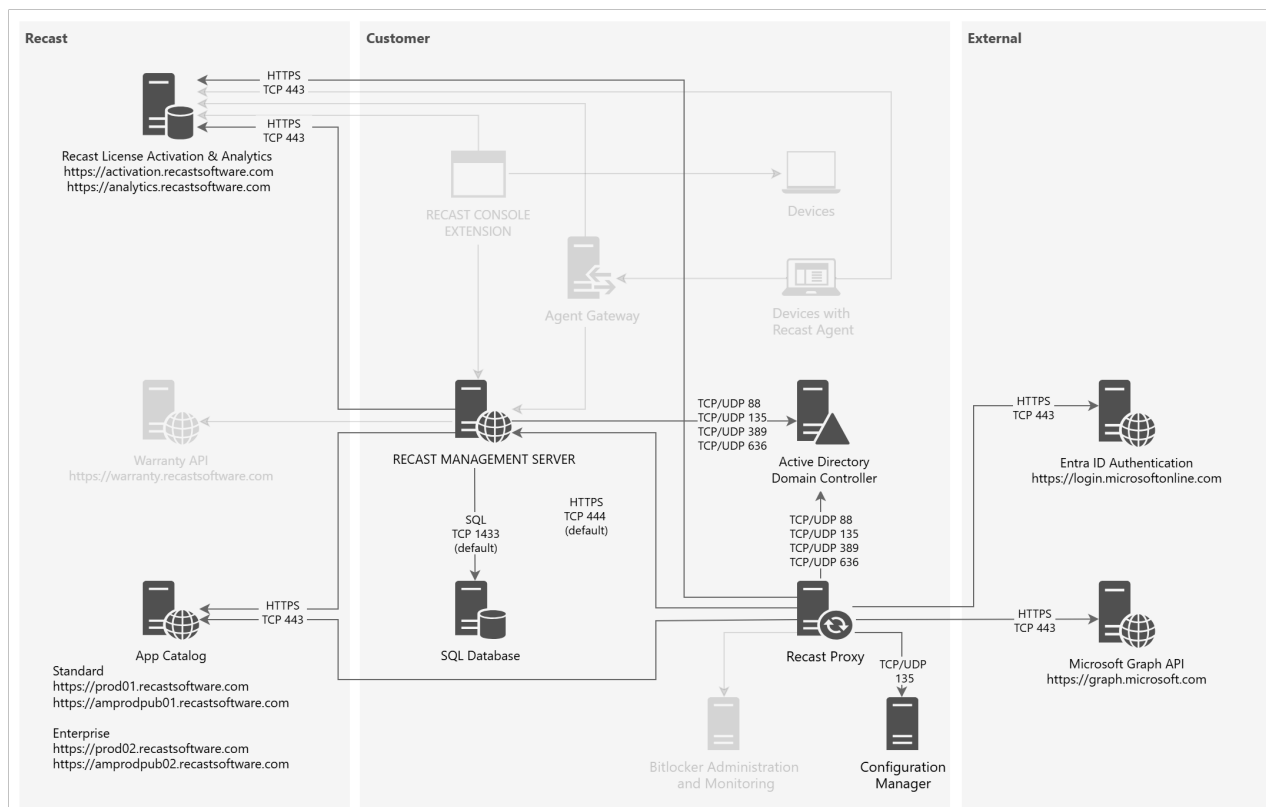 Recast
Customer
External
HTTPS
TCP 443
HTTPS
TCP 443
Recast License Activation & Analytics
https://activation.recastsoftware.com
https://analytics.recastsoftware.com
RECAST CONSOLE
EXTENSION
Devices
Agent Gateway
Devices with
Recast Agent
Warranty API
https://warranty.recastsoftware.com
RECAST MANAGEMENT SERVER
TCP/UDP 88
TCP/UDP 135
TCP/UDP 389
TCP/UDP 636
Active Directory
Domain Controller
HTTPS
TCP 443
Entra ID Authentication
https://login.microsoftonline.com
SQL
TCP 1433
(default)
HTTPS
TCP 444
(default)
TCP/UDP 88
TCP/UDP 135
TCP/UDP 389
TCP/UDP 636
HTTPS
TCP 443
App Catalog
Standard
https://prod01.recastsoftware.com
https://amprodpub01.recastsoftware.com
Enterprise
https://prod02.recastsoftware.com
https://amprodpub02.recastsoftware.com
SQL Database
Recast Proxy
TCP/UDP
135
HTTPS
TCP 443
Microsoft Graph API
https://graph.microsoft.com
Bitlocker Administration
and Monitoring
Configuration
Manager